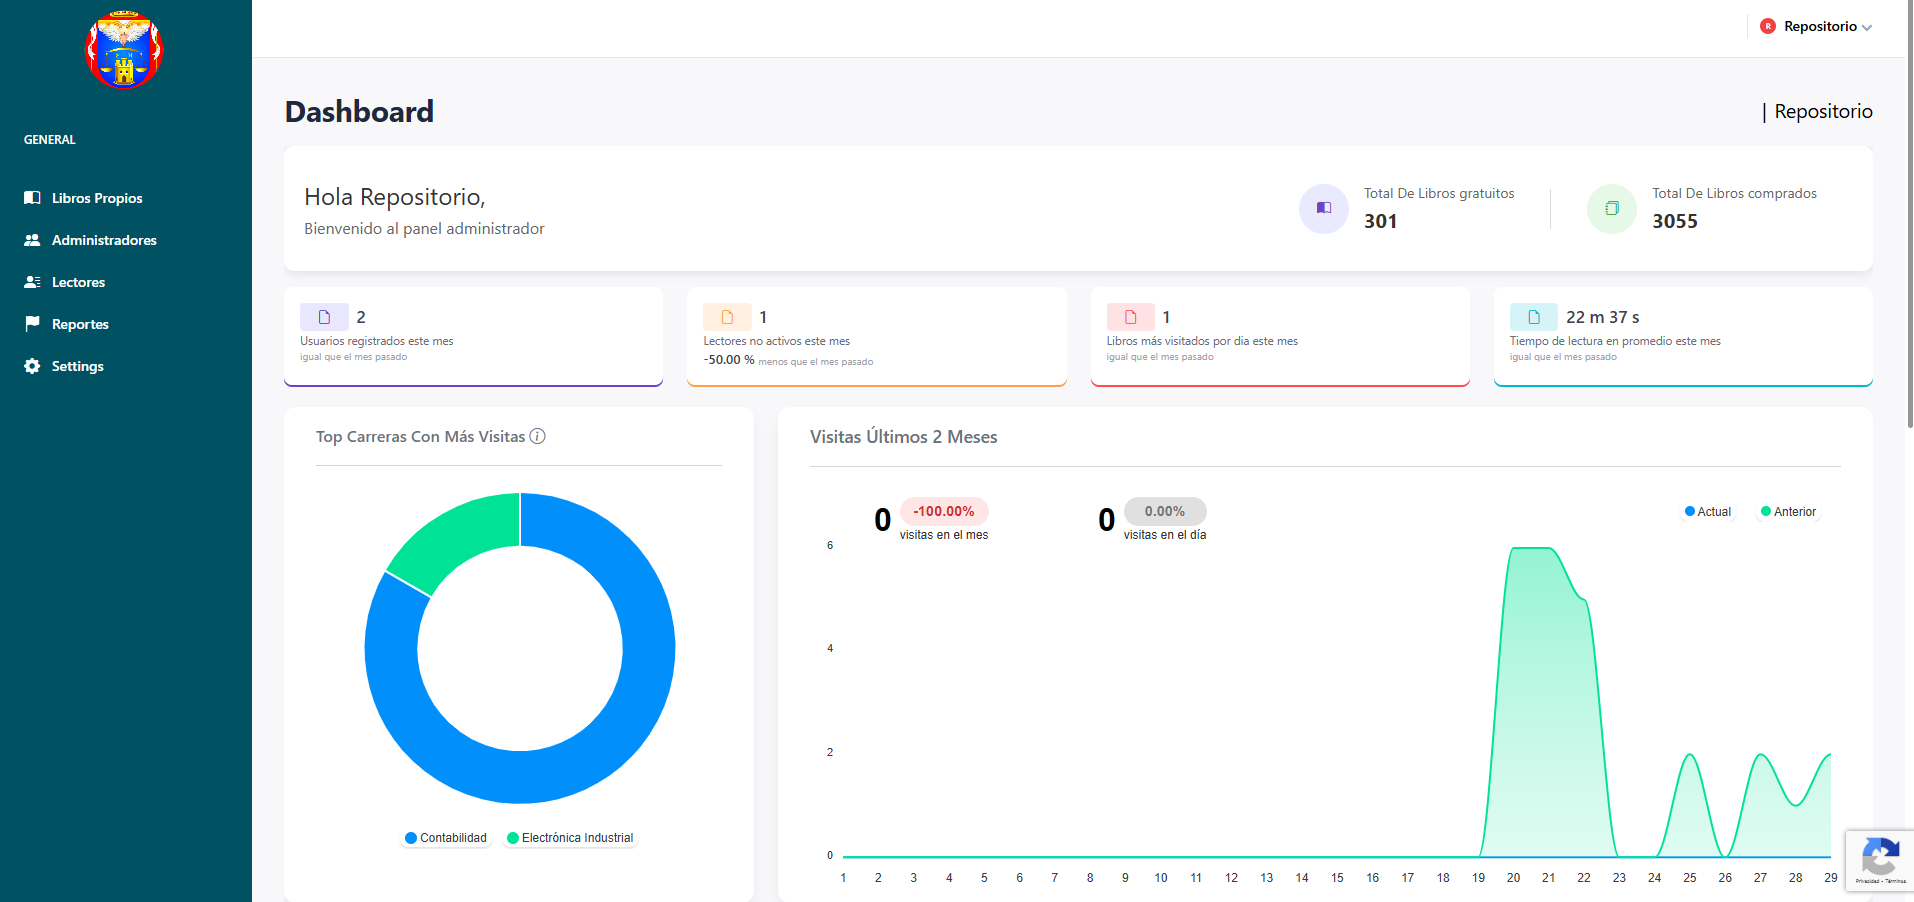 R Repositorio
GENERAL
Libros Propios
Administradores
Lectores
Reportes
Settings
Dashboard
| Repositorio
Hola Repositorio,
Bienvenido al panel administrador
Total De Libros gratuitos
301
Total De Libros comprados
3055
2
Usuarios registrados este mes
igual que el mes pasado
1
Lectores no activos este mes
-50.00 % menos que el mes pasado
1
Libros más visitados por dia este mes
igual que el mes pasado
22 m 37 s
Tiempo de lectura en promedio este mes
igual que el mes pasado
Top Carreras Con Más Visitas
Contabilidad
Electrónica Industrial
Visitas Últimos 2 Meses
0 -100.00%
visitas en el mes
0 0.00%
visitas en el día
Actual
Anterior
6
4
2
0
1 2 3 4 5 6 7 8 9 10 11 12 13 14 15 16 17 18 19 20 21 22 23 24 25 26 27 28 29
Privacidad - Términos